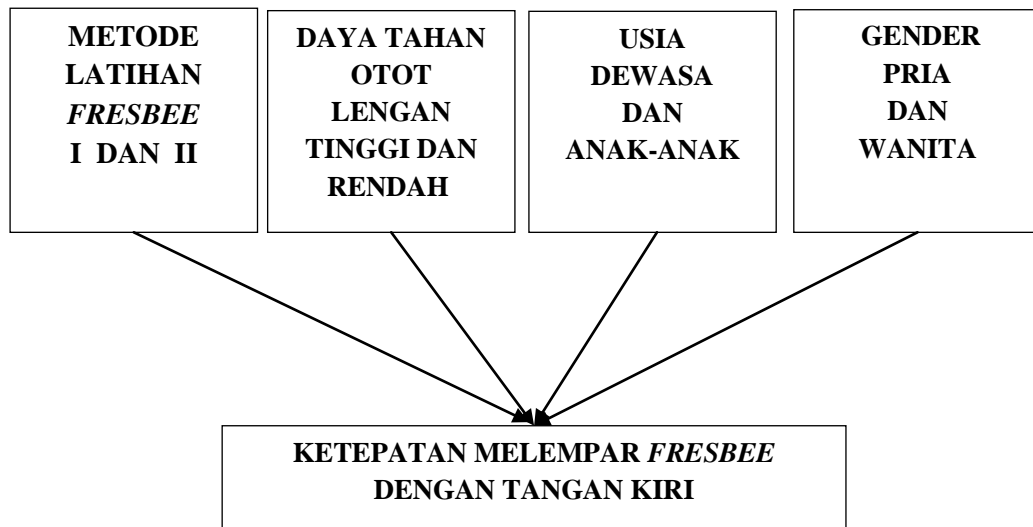 METODE
LATIHAN
FRESBEE
I DAN II
DAYA TAHAN
OTOT
LENGAN
TINGGI DAN
RENDAH
USIA
DEWASA
DAN
ANAK-ANAK
GENDER
PRIA
DAN
WANITA
KETEPATAN MELEMPAR FRESBEE
DENGAN TANGAN KIRI